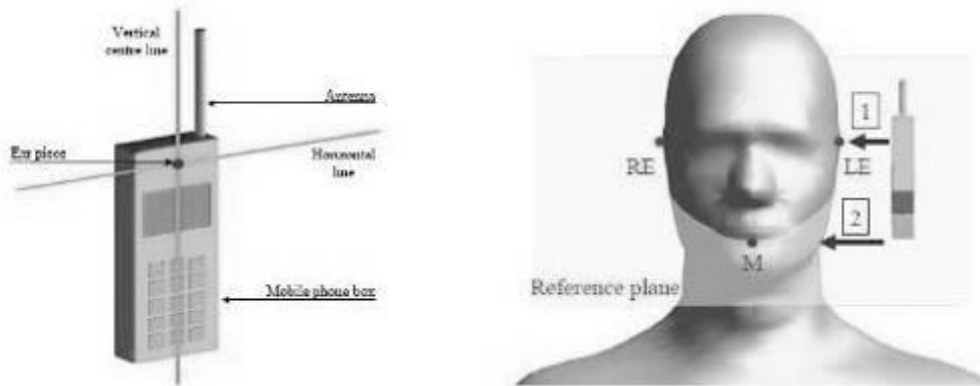 Vertical
centre line
Antenna
Ear piece
Horizontal
line
Mobile phone box
1
RE
LE
2
M
Reference plane